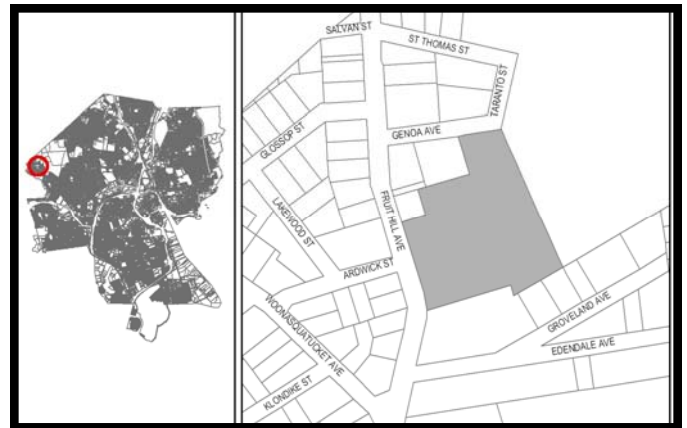 SALVAN ST
ST THOMAS ST
TARANTO ST
GENOA AVE
GLOSSOP ST
FRUIT HILL AVE
LAKEWOOD ST
ARDWICK ST
WOONASQUATUCKET AVE
GROVELAND AVE
EDENDALE AVE
KLONDIKE ST